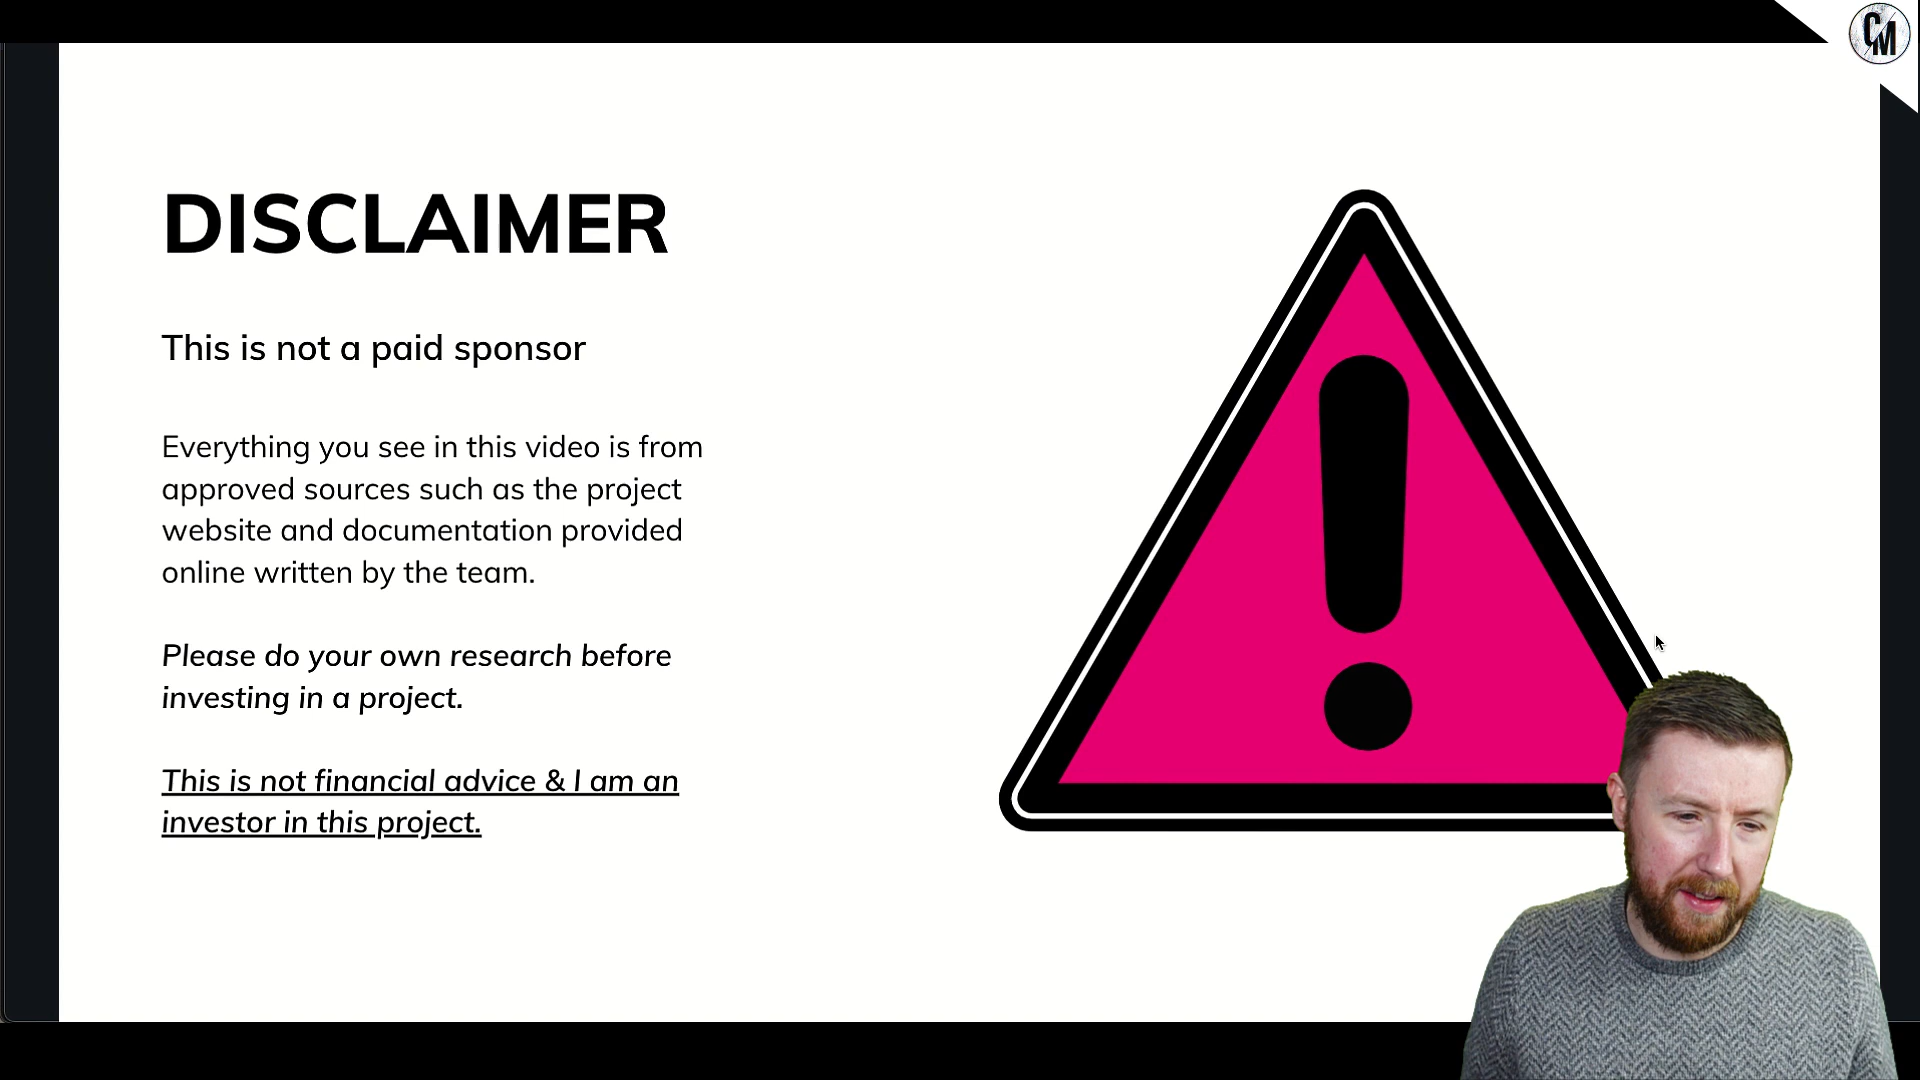 CM
DISCLAIMER
This is not a paid sponsor
Everything you see in this video is from
approved sources such as the project
website and documentation provided
online written by the team.
Please do your own research before
investing in a project.
This is not financial advice & I am an
investor in this project.